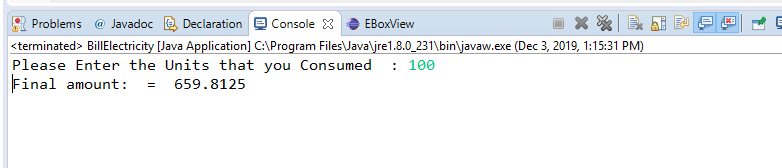 Problems @ Javadoc Declaration Console EBoxView
<terminated> BillElectricity [Java Application] C:\Program Files\Java\jre1.8.0_231\bin\javaw.exe (Dec 3, 2019, 1:15:31 PM)
Please Enter the Units that you Consumed  : 100
Final amount:  =  659.8125